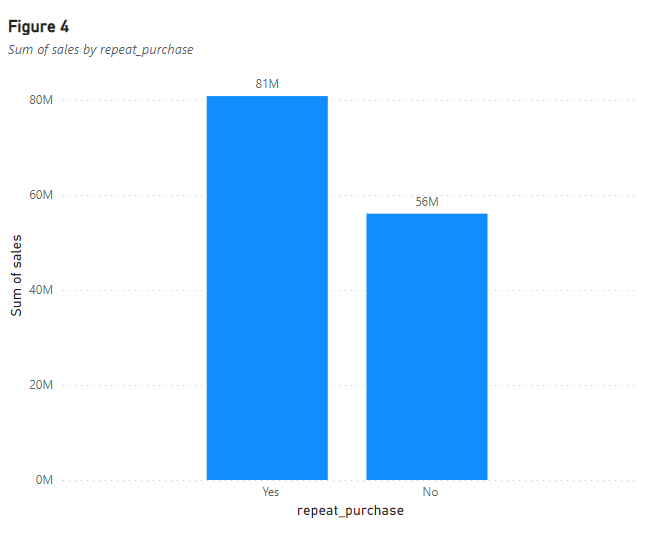 Figure 4
Sum of sales by repeat_purchase
81M
80M
60M
56M
40M
20M
0M
Sum of sales
Yes
No
repeat_purchase